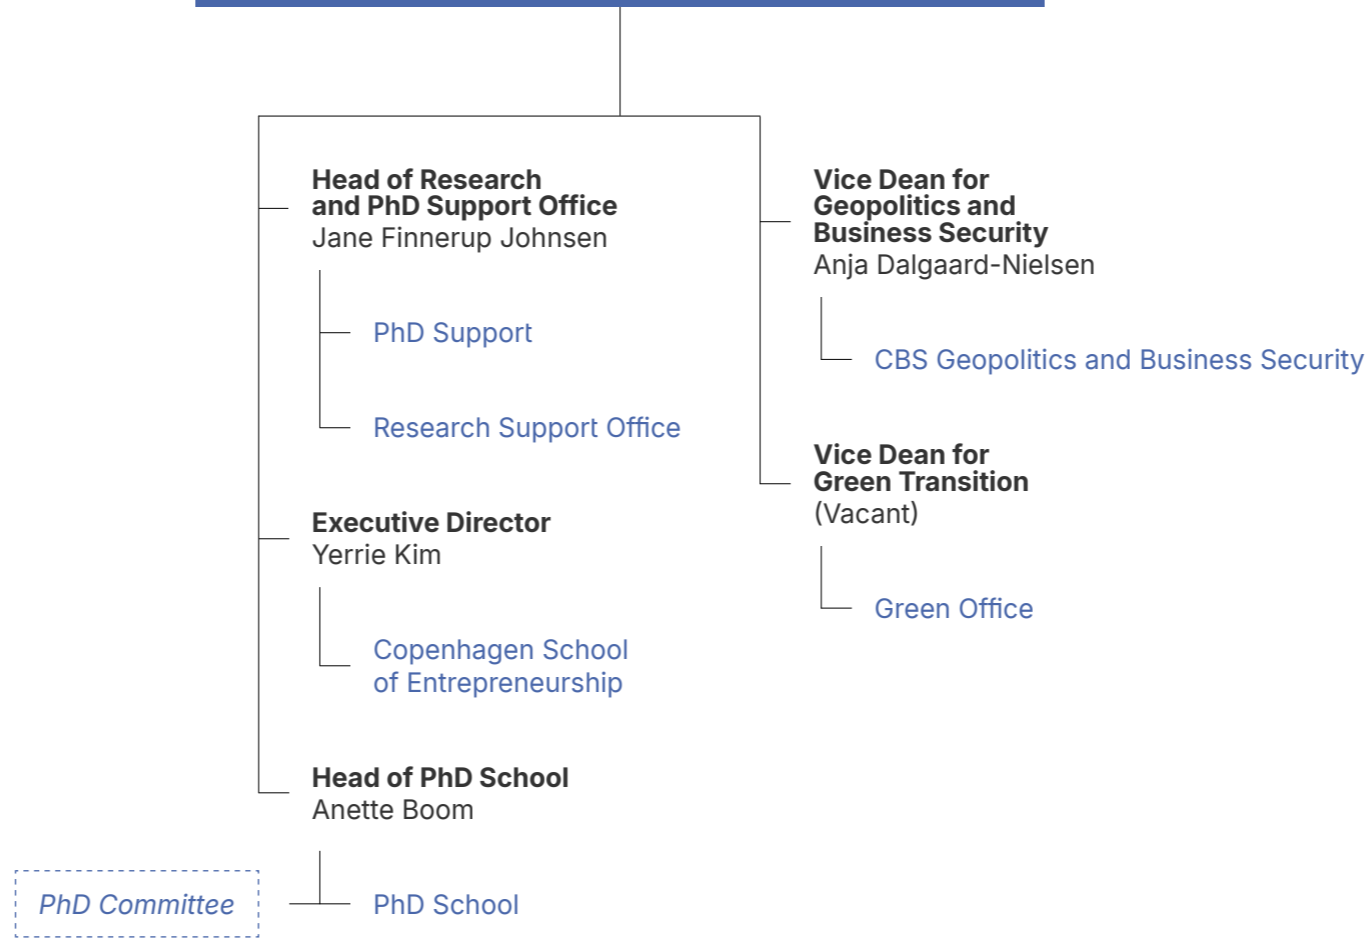 Head of Research
and PhD Support Office
Jane Finnerup Johnsen
PhD Support
Research Support Office
Executive Director
Yerrie Kim
Copenhagen School
of Entrepreneurship
Head of PhD School
Anette Boom
PhD Committee
PhD School
Vice Dean for
Geopolitics and
Business Security
Anja Dalgaard-Nielsen
CBS Geopolitics and Business Security
Vice Dean for
Green Transition
(Vacant)
Green Office